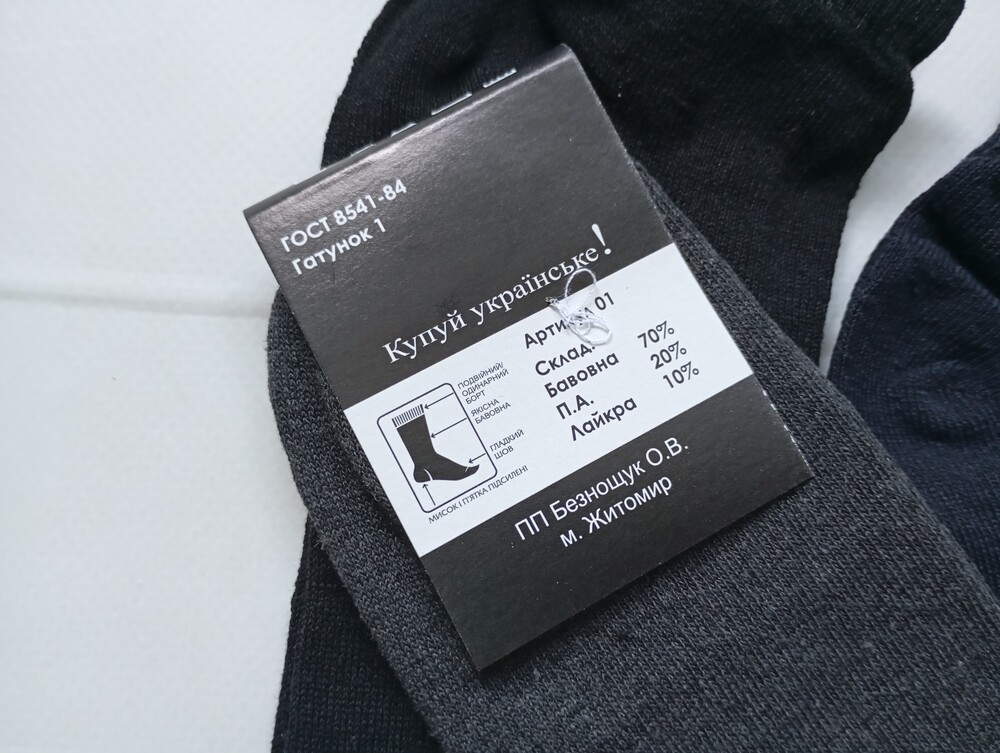 ГОСТ 8541-84
Гатунок 1
Купуй українське!
01
Склад:
Бавовна 70%
П.А. 20%
Лайкра 10%
ПОДВІЙНИЙ/
ОДИНАРНИЙ
БОРТ
ЯКІСНА
БАВОВНА
ГЛАДКИЙ
ШОВ
МИСОК І П'ЯТКА ПІДСИЛЕНІ
ПП Безнощук О.В.
м. Житомир